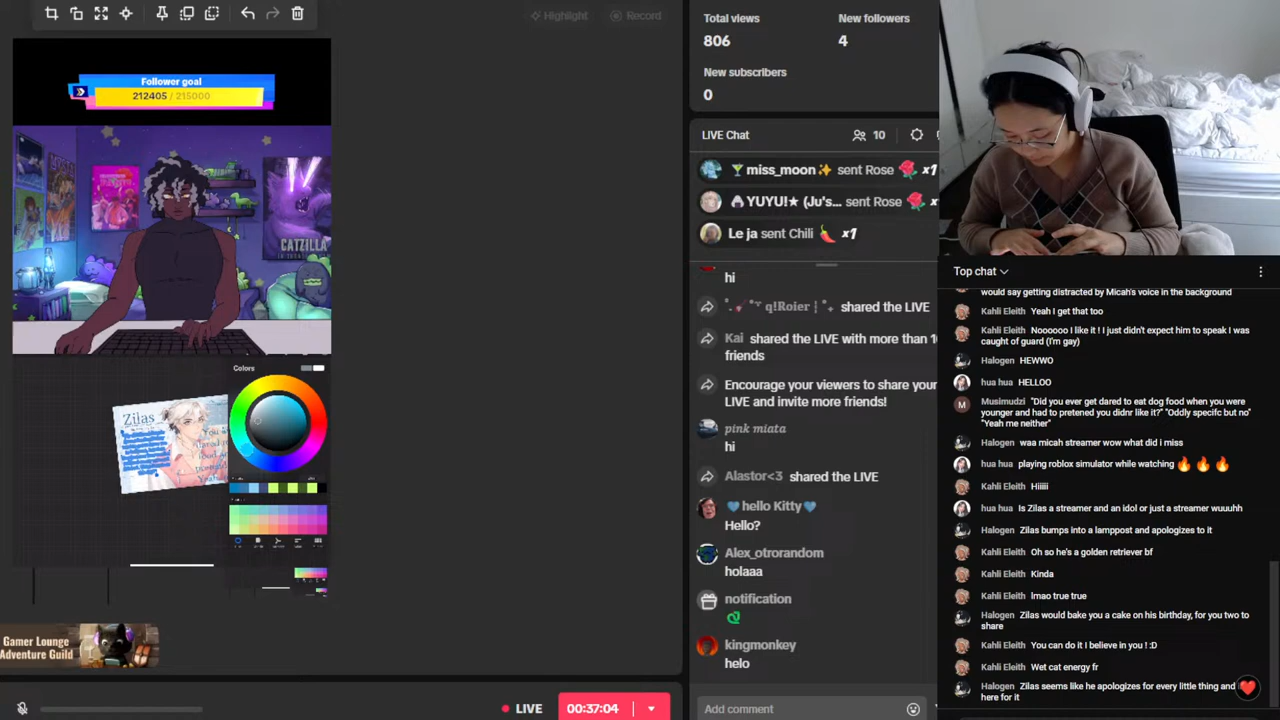 Highlight
Record
Follower goal
212405 / 215000
CATZILLA
Colors
Zilas
Gamer Lounge
Adventure Guild
LIVE
00:37:04
Total views
806
New followers
4
New subscribers
0
LIVE Chat
10
miss_moon✨ sent Rose 🌹 x1
YUYU!★ (Ju's... sent Rose 🌹
Le ja sent Chili 🌶️ x1
hi
q!Roier ¦ shared the LIVE
Kai shared the LIVE with more than 1
friends
Encourage your viewers to share your
LIVE and invite more friends!
pink miata
hi
Alastor<3 shared the LIVE
💙hello Kitty💙
Hello?
Alex_otrorandom
holaaa
notification
kingmonkey
helo
Add comment
Top chat
would say getting distracted by Micah's voice in the background
Kahli Eleith Yeah I get that too
Kahli Eleith Noooooo I like it ! I just didn't expect him to speak I was
caught of guard (I'm gay)
Halogen HEWWO
hua hua HELLOO
M Musimudzi "Did you ever get dared to eat dog food when you were
younger and had to pretened you didnr like it?" "Oddly specifc but no"
"Yeah me neither"
Halogen waa micah streamer wow what did i miss
hua hua playing roblox simulator while watching 🔥🔥🔥
Kahli Eleith Hiiiii
hua hua Is Zilas a streamer and an idol or just a streamer wuuuhh
Halogen Zilas bumps into a lamppost and apologizes to it
Kahli Eleith Oh so he's a golden retriever bf
Kahli Eleith Kinda
Kahli Eleith lmao true true
Halogen Zilas would bake you a cake on his birthday, for you two to
share
Kahli Eleith You can do it I believe in you ! :D
Kahli Eleith Wet cat energy fr
Halogen Zilas seems like he apologizes for every little thing and
here for it